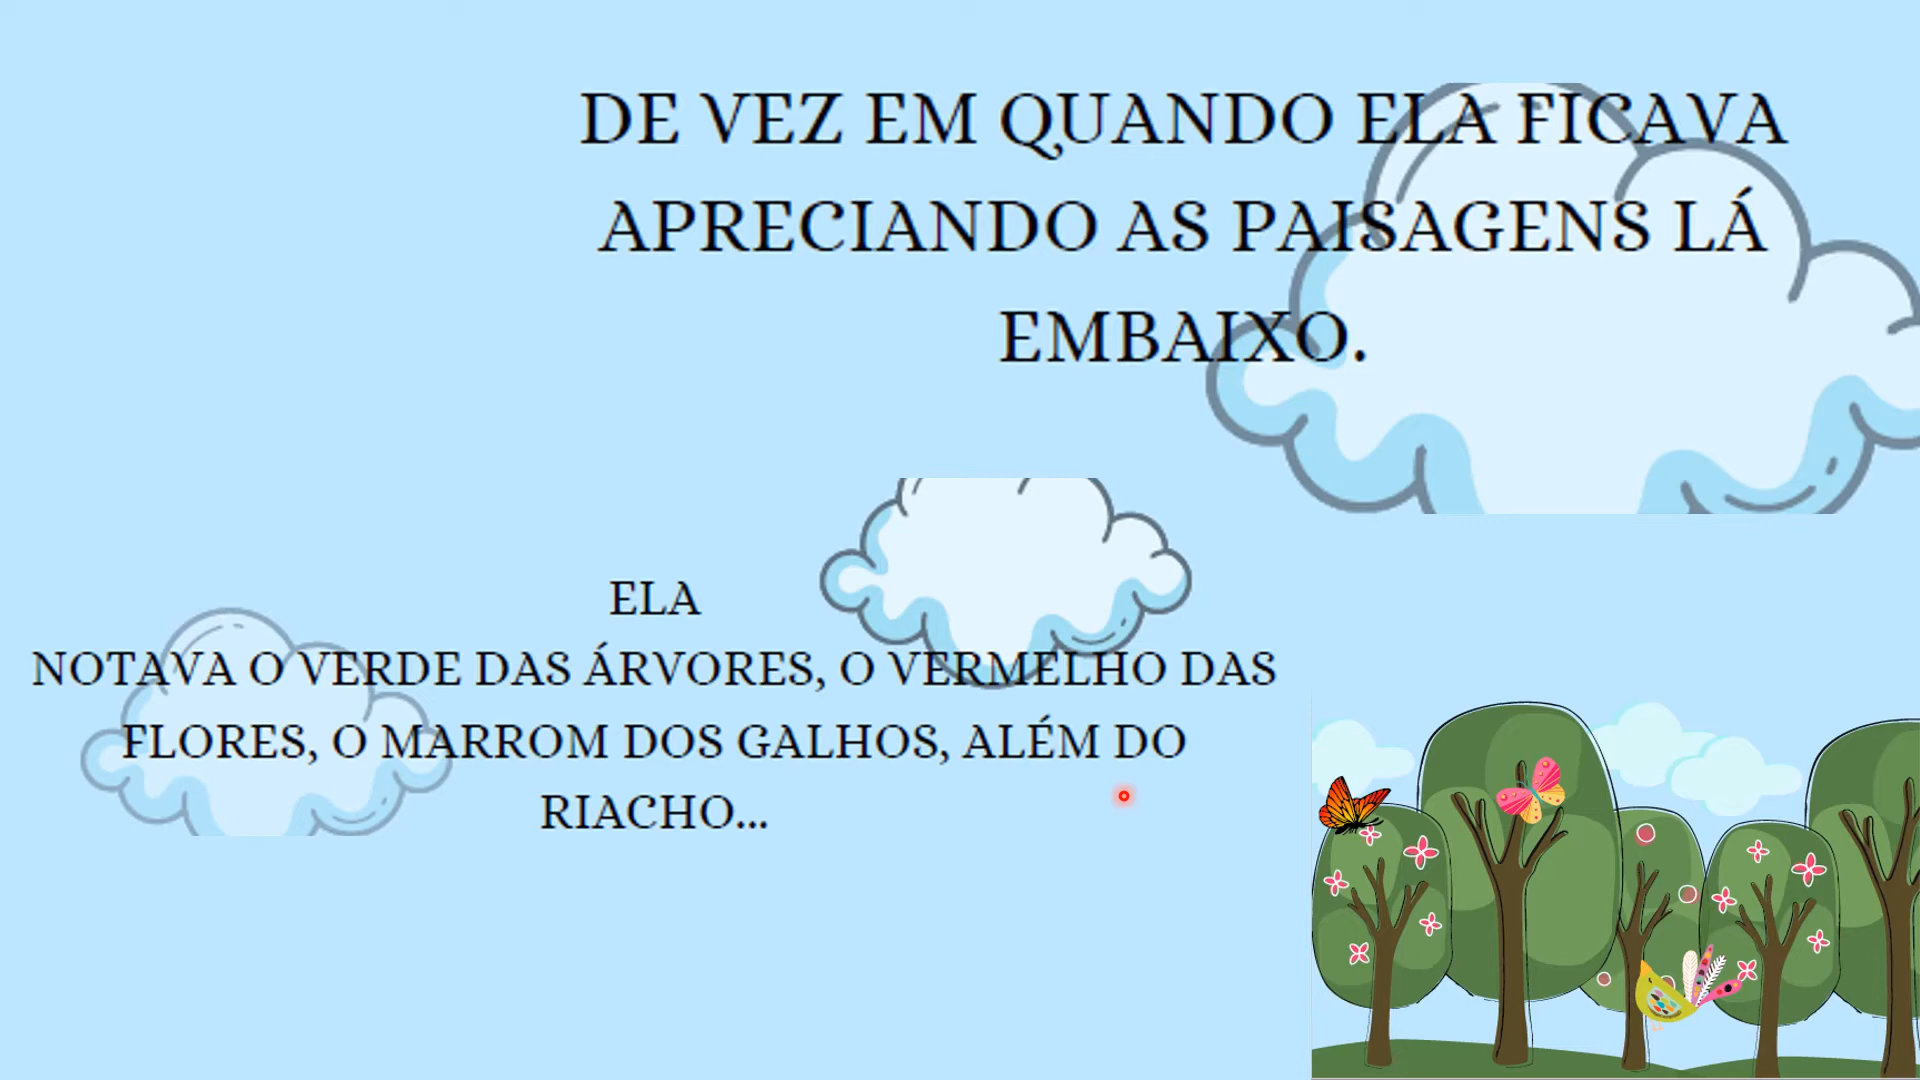 DE VEZ EM QUANDO ELA FICAVA
APRECIANDO AS PAISAGENS LÁ
EMBAIXO.
ELA
NOTAVA O VERDE DAS ÁRVORES, O VERMELHO DAS
FLORES, O MARROM DOS GALHOS, ALÉM DO
RIACHO...